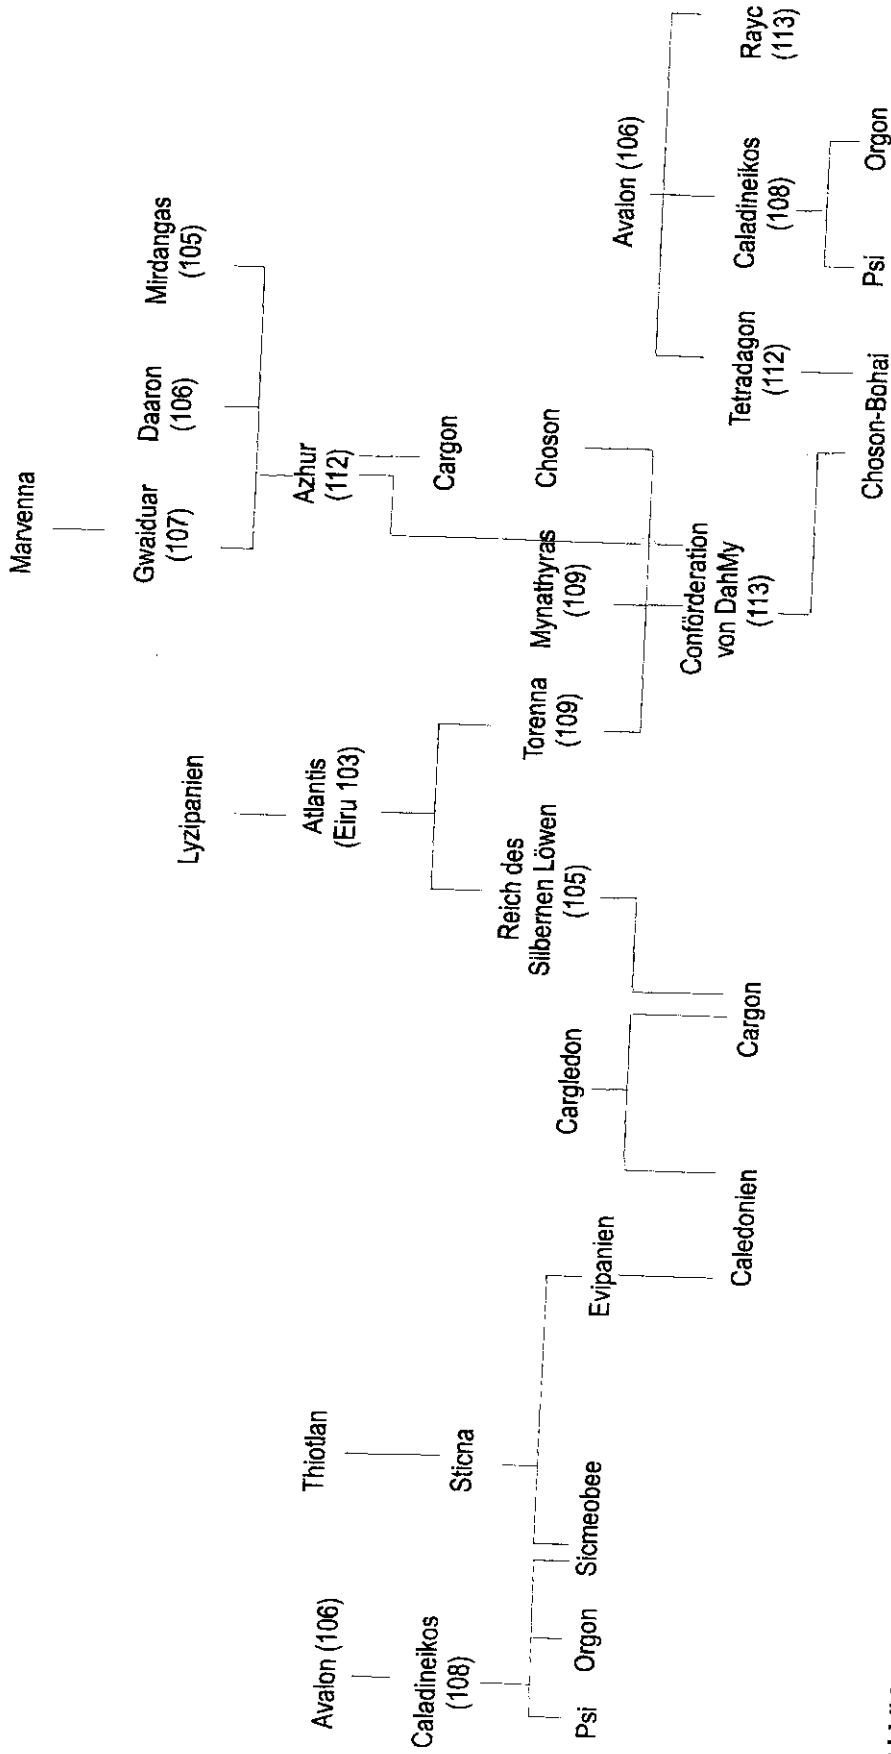 Marvenna
Gwaiduar
(107)
Daaron
(106)
Mirdangas
(105)
Azhur
(112)
Cargon
Lyzipanien
Atlantis
(Eiru 103)
Reich des
Silbernen Löwen
(105)
Torenna
(109)
Mynathyras
(109)
Choson
Conförderation
von DahMy
(113)
Avalon (106)
Tetradagon
(112)
Caladineikos
(108)
Rayc
(113)
Choson-Bohai
Psi
Orgon
Cargledon
Caledonien
Cargon
Thiotlan
Sticna
Evipanien
Avalon (106)
Caladineikos
(108)
Psi
Orgon
Sicmeobee